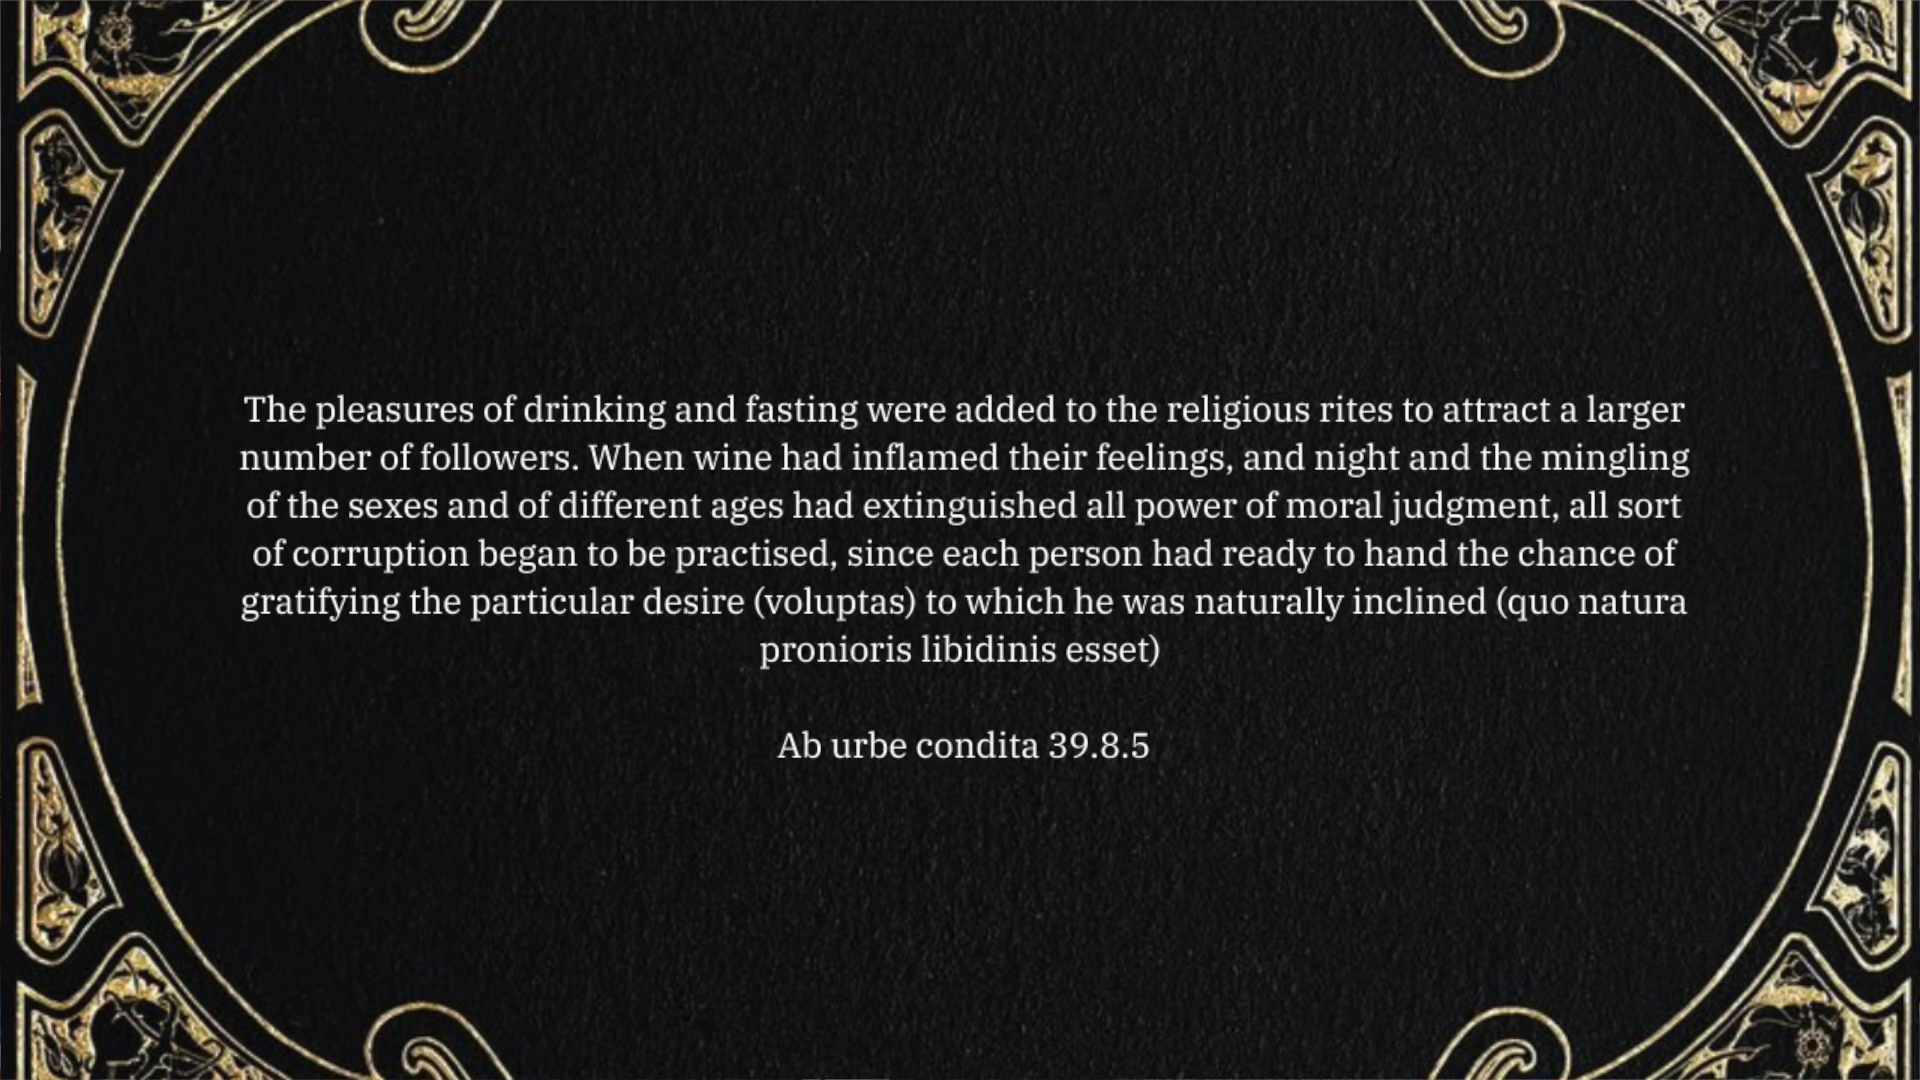 The pleasures of drinking and fasting were added to the religious rites to attract a larger
number of followers. When wine had inflamed their feelings, and night and the mingling
of the sexes and of different ages had extinguished all power of moral judgment, all sort
of corruption began to be practised, since each person had ready to hand the chance of
gratifying the particular desire (voluptas) to which he was naturally inclined (quo natura
pronioris libidinis esset)
Ab urbe condita 39.8.5